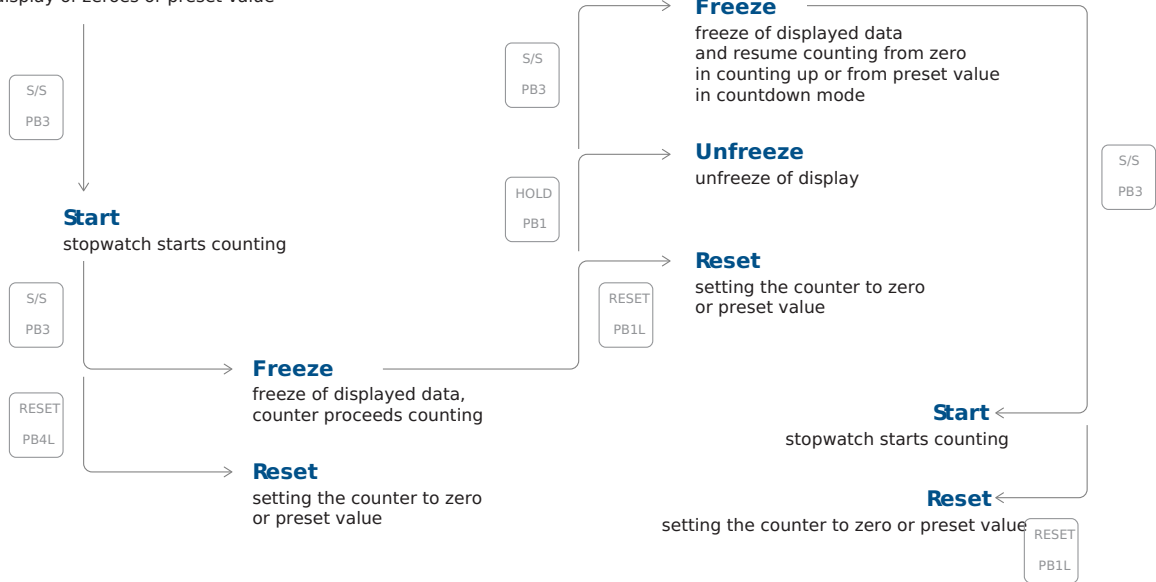 display of zeroes or preset value
S/S
PB3
Start
stopwatch starts counting
S/S
PB3
RESET
PB4L
Freeze
freeze of displayed data,
counter proceeds counting
Reset
setting the counter to zero
or preset value
S/S
PB3
HOLD
PB1
RESET
PB1L
Freeze
freeze of displayed data
and resume counting from zero
in counting up or from preset value
in countdown mode
Unfreeze
unfreeze of display
Reset
setting the counter to zero
or preset value
S/S
PB3
Start
stopwatch starts counting
Reset
setting the counter to zero or preset value
RESET
PB1L